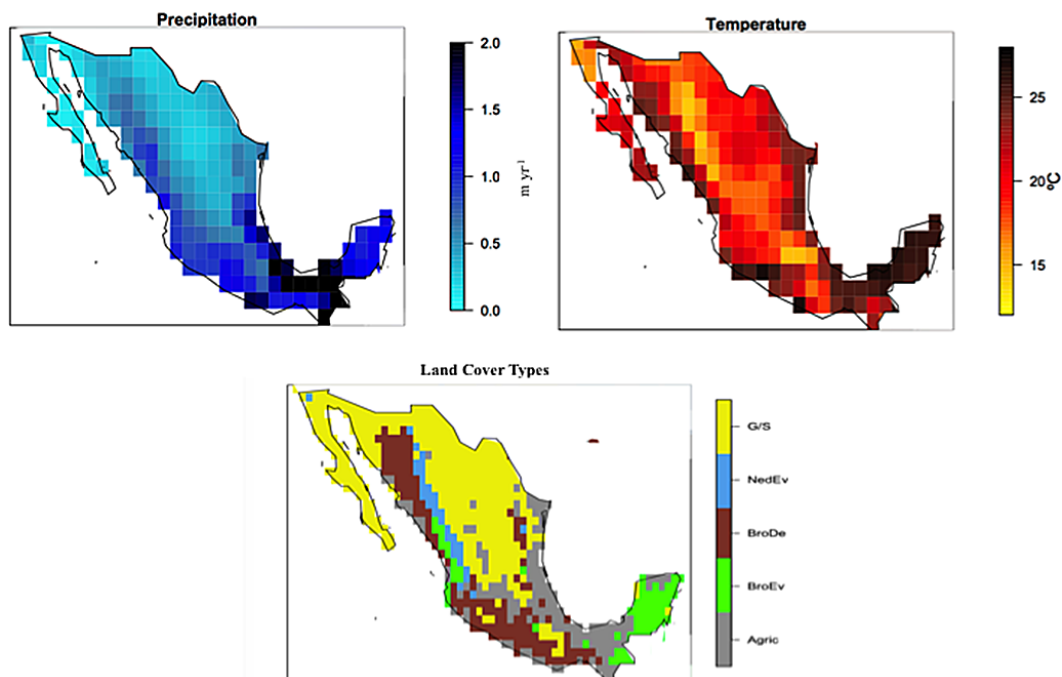 Precipitation
2.0
1.5
1.0
0.5
0.0
m yr⁻¹
Temperature
25
20
15
°C
Land Cover Types
G/S
NedEv
BroDe
BroEv
Agric